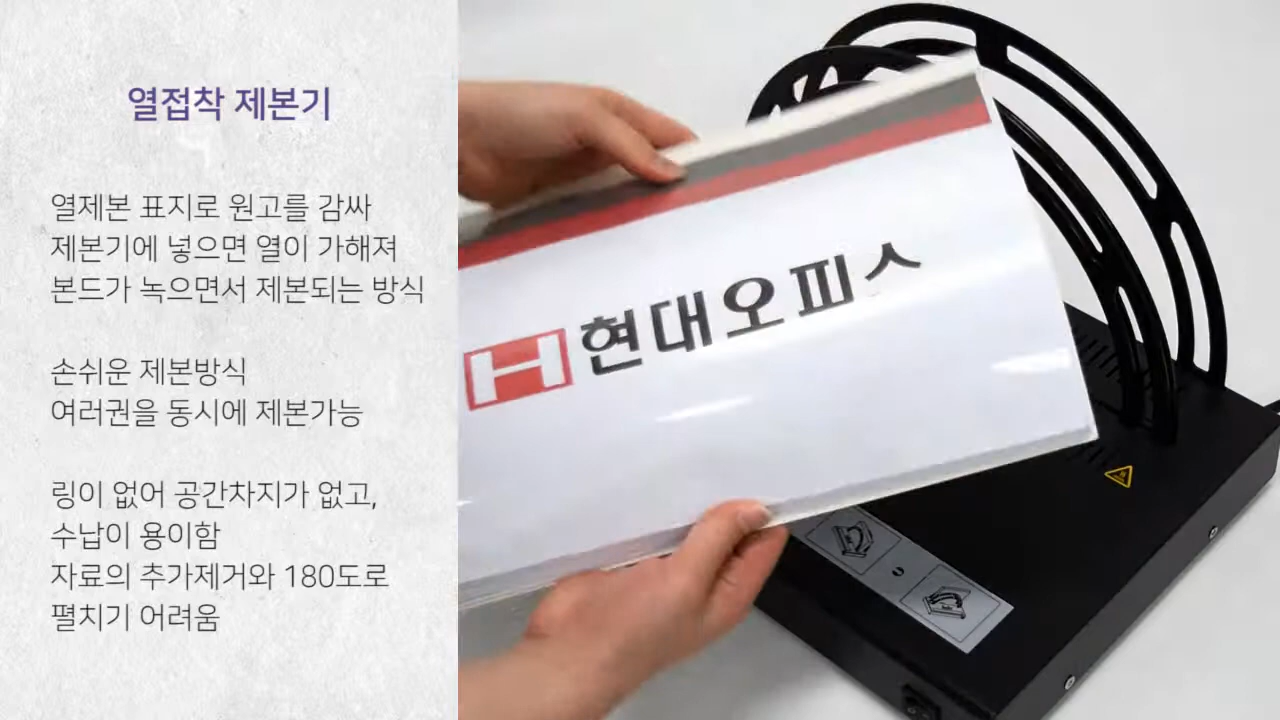 열접착 제본기
열제본 표지로 원고를 감싸
제본기에 넣으면 열이 가해져
본드가 녹으면서 제본되는 방식
손쉬운 제본방식
여러권을 동시에 제본가능
링이 없어 공간차지가 없고,
수납이 용이함
자료의 추가제거와 180도로
펼치기 어려움
H현대오피스